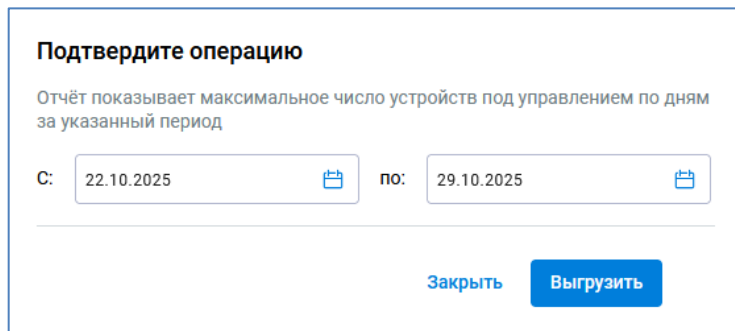 Подтвердите операцию
Отчёт показывает максимальное число устройств под управлением по дням
за указанный период
С: 22.10.2025 по: 29.10.2025
Закрыть Выгрузить